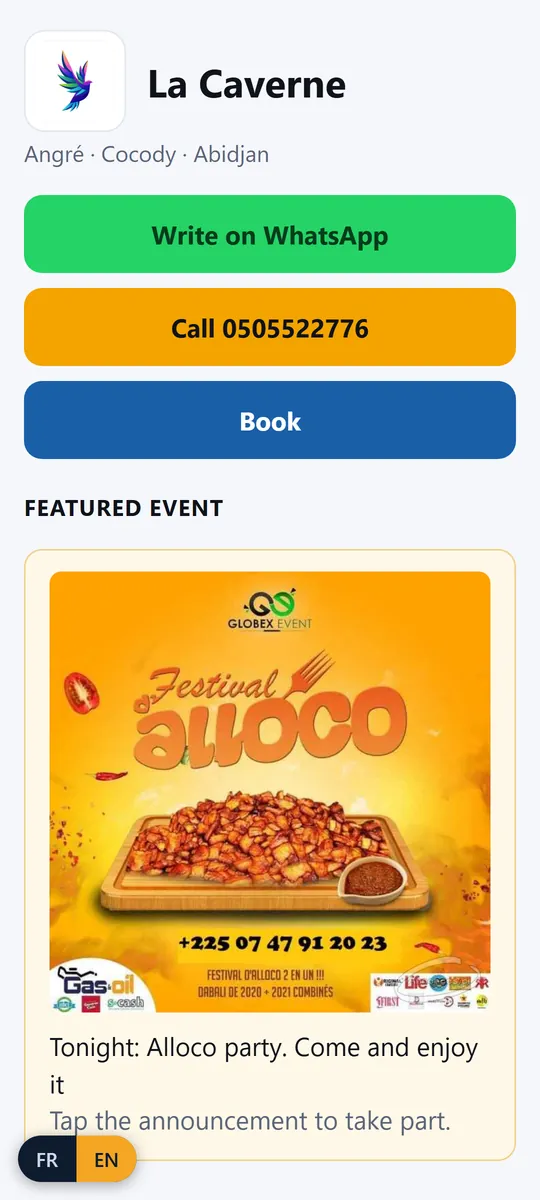 La Caverne
Angré · Cocody · Abidjan
Write on WhatsApp
Call 0505522776
Book
FEATURED EVENT
GLOBEX EVENT
Festival
d'alloco
+225 07 47 91 20 23
FESTIVAL D'ALLOCO 2 EN UN !!!
DABALI DE 2020 + 2021 COMBINÉS
Gas oil
s-cash
Life
FIRST
Tonight: Alloco party. Come and enjoy
it
Tap the announcement to take part.
FR EN